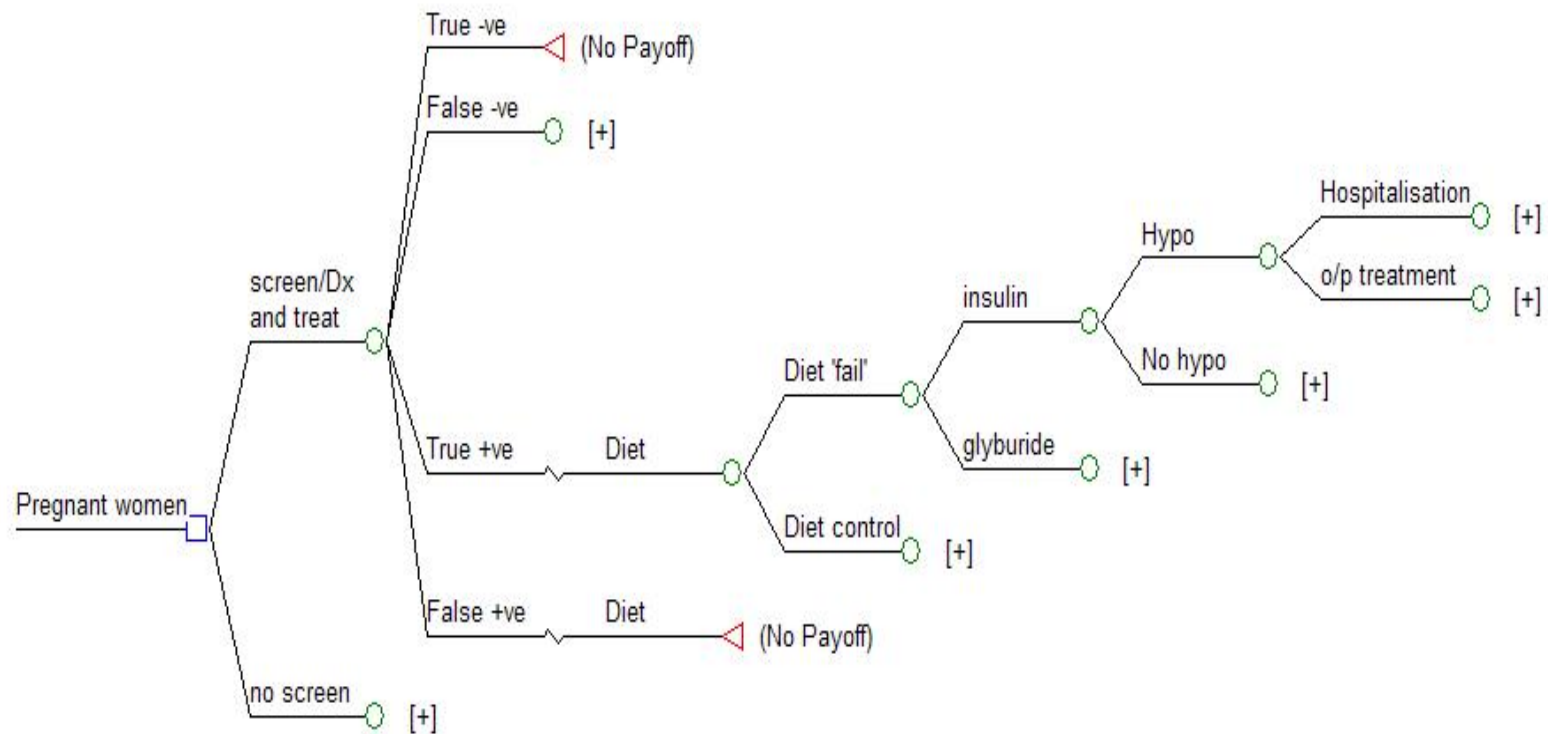 True -ve
(No Payoff)
False -ve
[+]
Hospitalisation
[+]
Hypo
o/p treatment
[+]
screen/Dx
and treat
insulin
No hypo
[+]
Diet 'fail'
glyburide
[+]
True +ve
Diet
Diet control
[+]
Pregnant women
False +ve
Diet
(No Payoff)
no screen
[+]